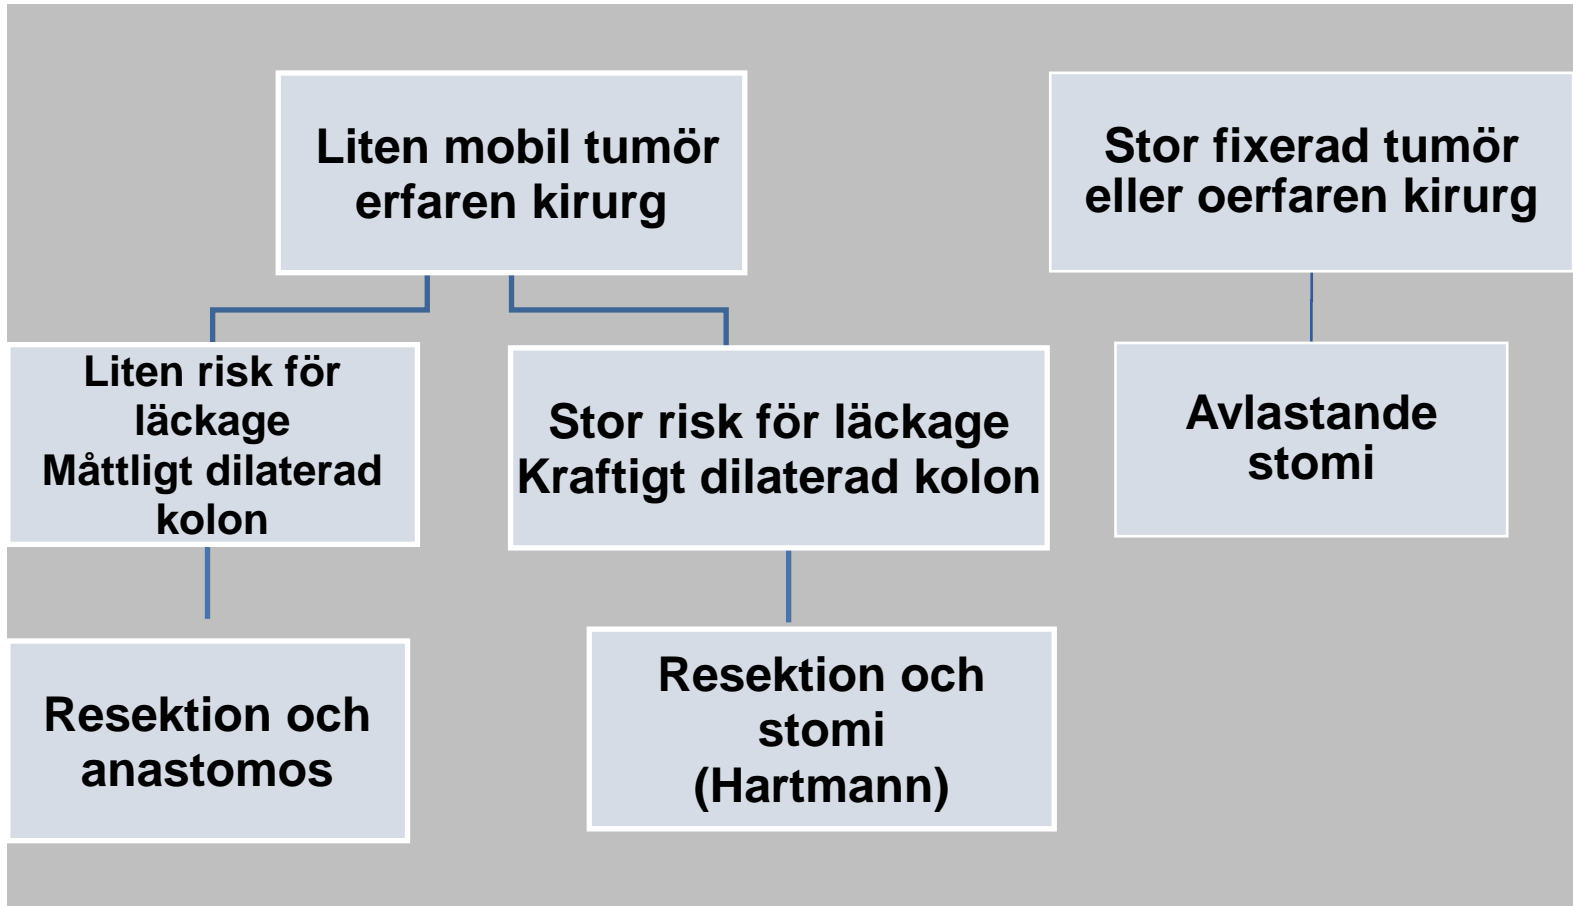 Liten mobil tumör
erfaren kirurg
Stor fixerad tumör
eller oerfaren kirurg
Liten risk för
läckage
Måttligt dilaterad
kolon
Stor risk för läckage
Kraftigt dilaterad kolon
Avlastande
stomi
Resektion och
anastomos
Resektion och
stomi
(Hartmann)